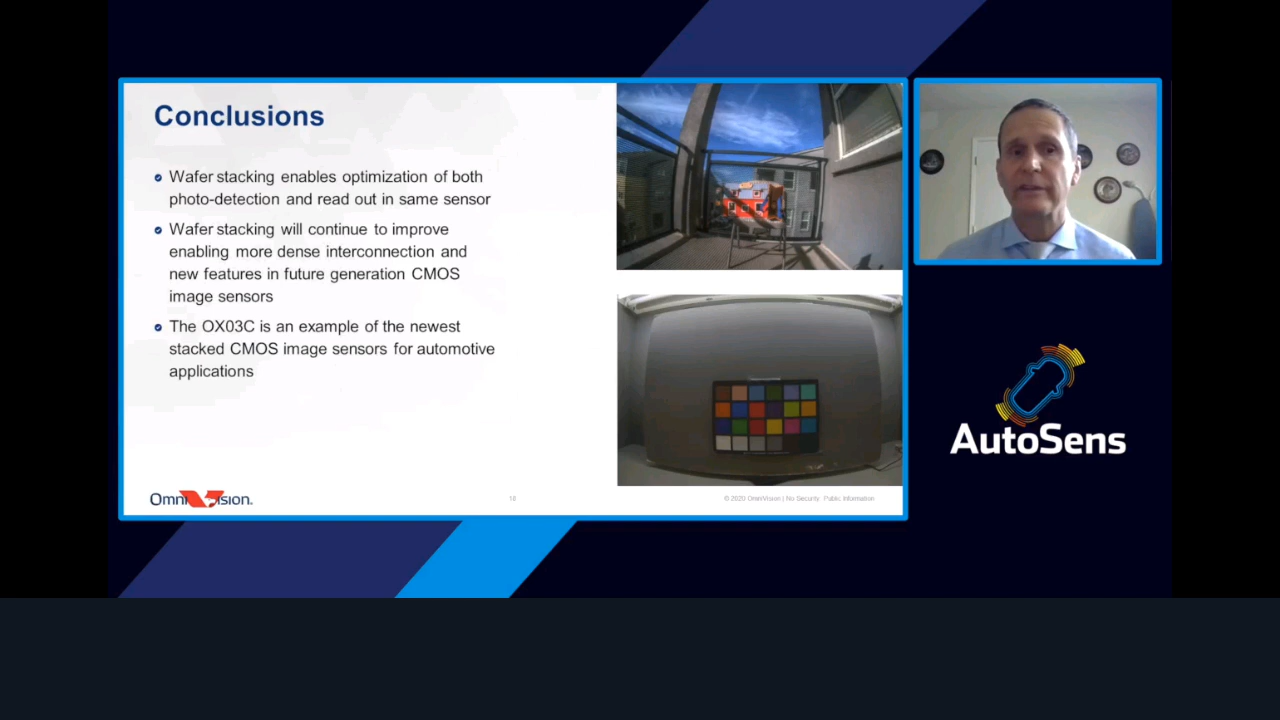 Conclusions
Wafer stacking enables optimization of both
photo-detection and read out in same sensor
Wafer stacking will continue to improve
enabling more dense interconnection and
new features in future generation CMOS
image sensors
The OX03C is an example of the newest
stacked CMOS image sensors for automotive
applications
OmniVision.
18
© 2020 OmniVision | No Security. Public Information
AutoSens